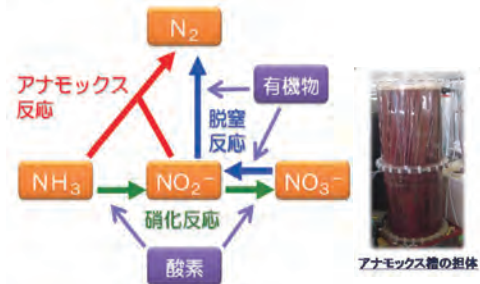 N₂
アナモックス
反応
有機物
脱窒
反応
NH₃
NO₂⁻
NO₃⁻
硝化反応
酸素
アナモックス槽の担体